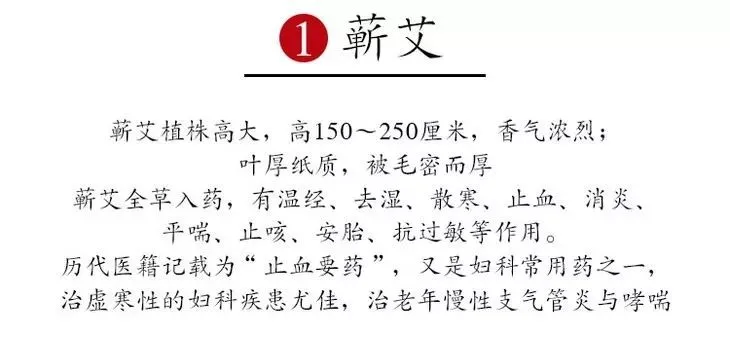 1 蕲艾
蕲艾植株高大，高150～250厘米，香气浓烈；
叶厚纸质，被毛密而厚
蕲艾全草入药，有温经、去湿、散寒、止血、消炎、
平喘、止咳、安胎、抗过敏等作用。
历代医籍记载为“止血要药”，又是妇科常用药之一，
治虚寒性的妇科疾患尤佳，治老年慢性支气管炎与哮喘